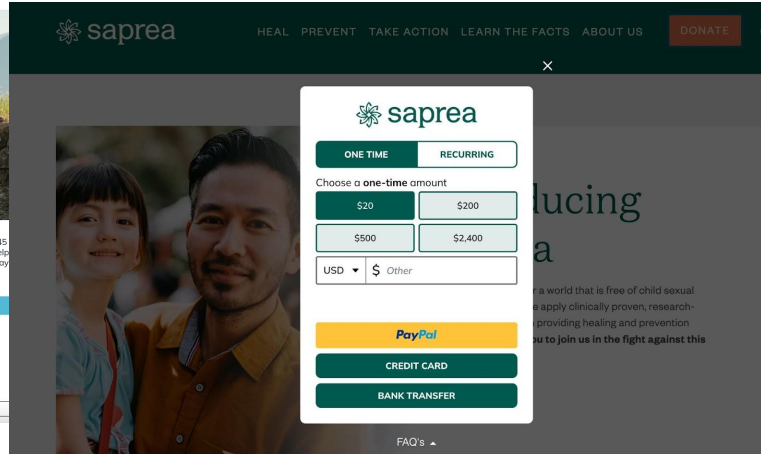 saprea
HEAL PREVENT TAKE ACTION LEARN THE FACTS ABOUT US DONATE
saprea
ONE TIME RECURRING
Choose a one-time amount
$20 $200
$500 $2,400
USD $ Other
PayPal
CREDIT CARD
BANK TRANSFER
FAQ's
ducing
a
r a world that is free of child sexual
e apply clinically proven, research-
providing healing and prevention
ou to join us in the fight against this